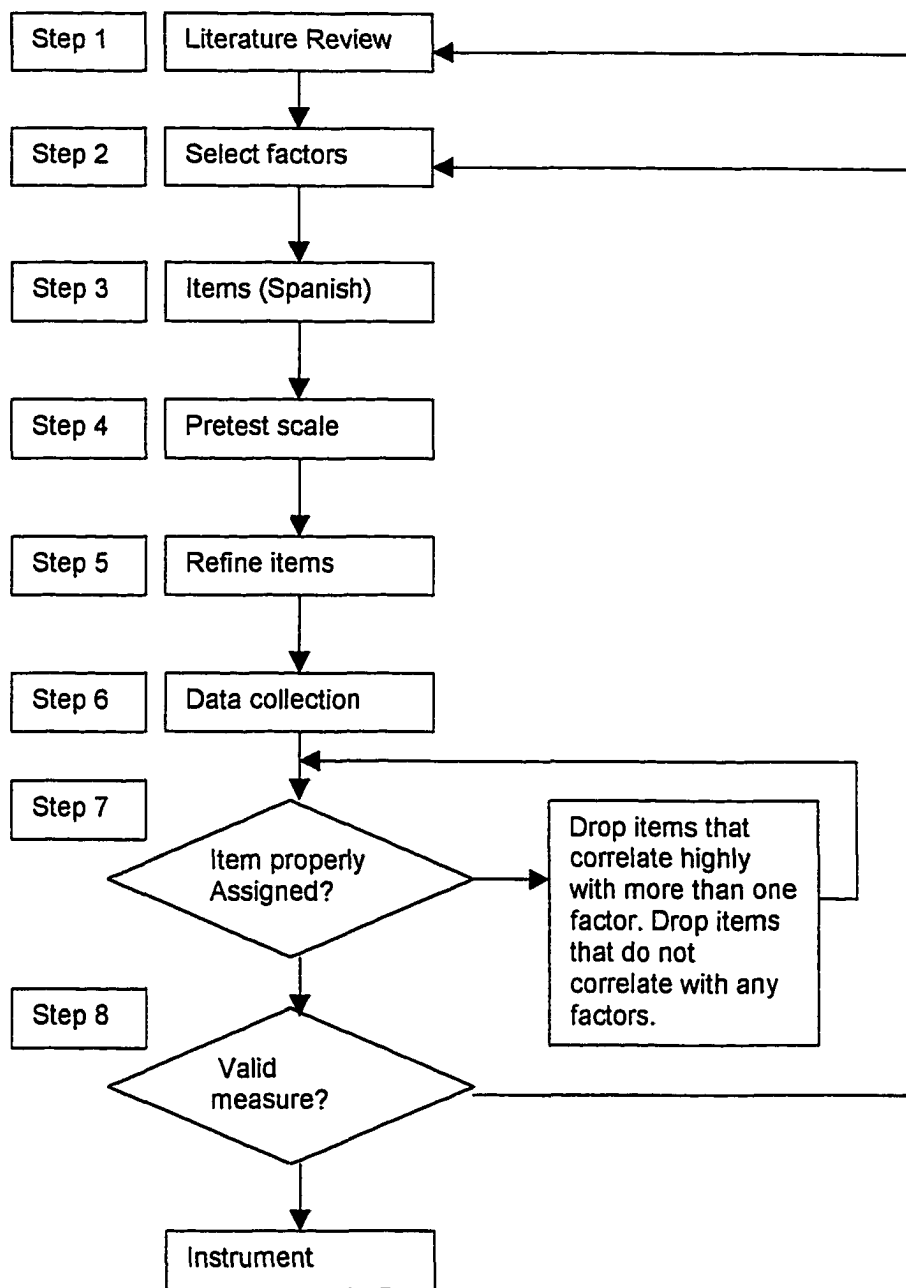 Step 1
Literature Review
Step 2
Select factors
Step 3
Items (Spanish)
Step 4
Pretest scale
Step 5
Refine items
Step 6
Data collection
Step 7
Item properly
Assigned?
Drop items that
correlate highly
with more than one
factor. Drop items
that do not
correlate with any
factors.
Step 8
Valid
measure?
Instrument